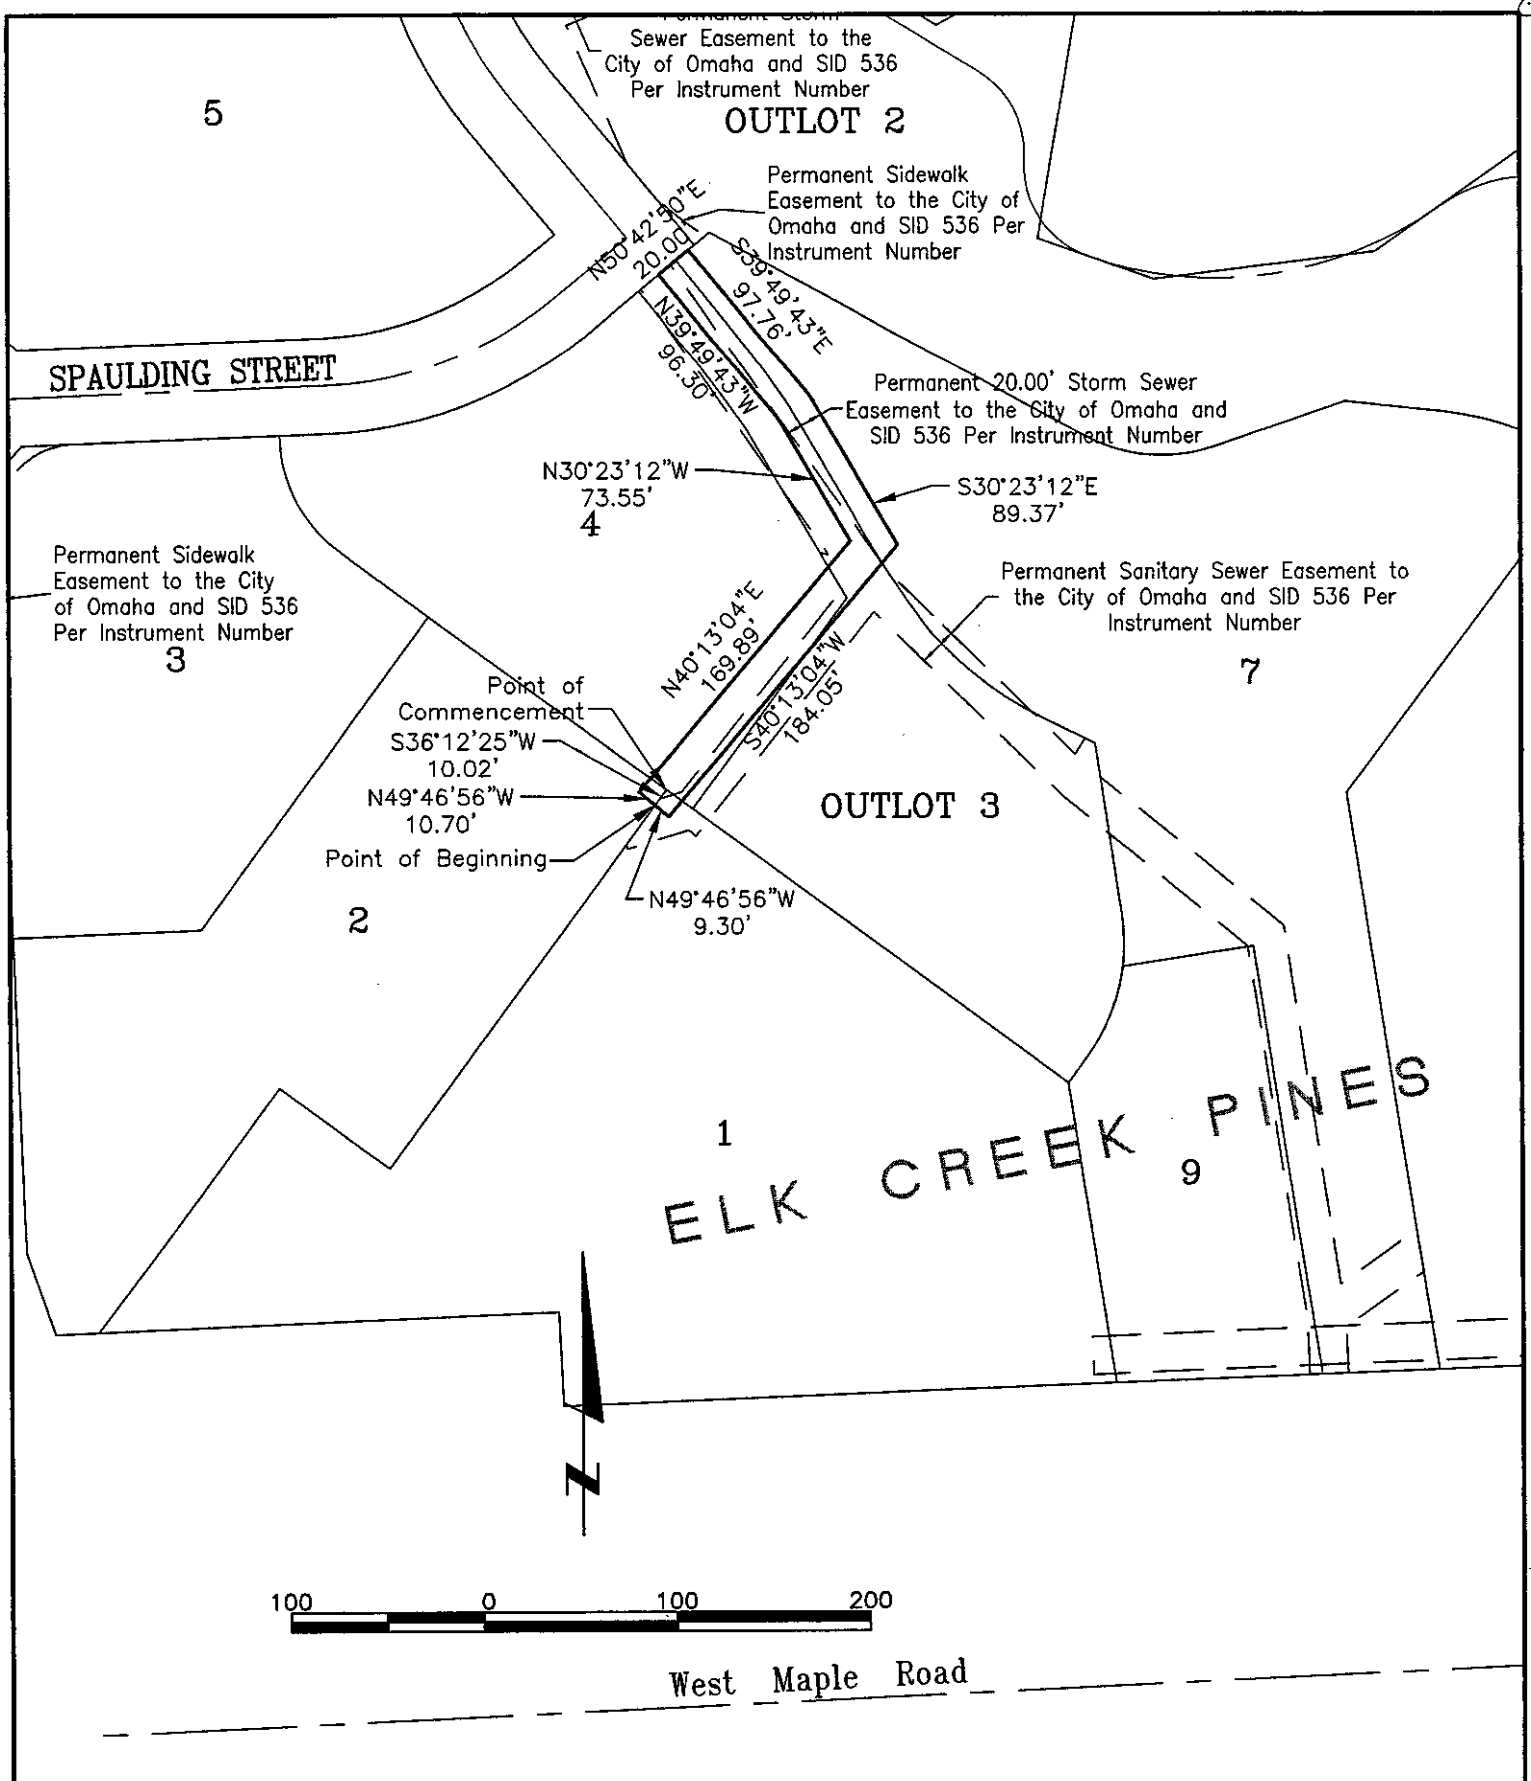 Permanent Storm
Sewer Easement to the
City of Omaha and SID 536
Per Instrument Number
5
OUTLOT 2
Permanent Sidewalk
Easement to the City of
Omaha and SID 536 Per
Instrument Number
N50°42'50"E
20.00'
S39°49'43"E
97.76'
N39°49'43"W
96.30'
SPAULDING STREET
Permanent 20.00' Storm Sewer
Easement to the City of Omaha and
SID 536 Per Instrument Number
N30°23'12"W
73.55'
4
S30°23'12"E
89.37'
Permanent Sidewalk
Easement to the City
of Omaha and SID 536
Per Instrument Number
3
Permanent Sanitary Sewer Easement to
the City of Omaha and SID 536 Per
Instrument Number
7
N40°13'04"E
169.89'
S40°13'04"W
184.05'
Point of
Commencement
S36°12'25"W
10.02'
N49°46'56"W
10.70'
Point of Beginning
OUTLOT 3
N49°46'56"W
9.30'
2
1
ELK CREEK PINES
9
N
100 0 100 200
West Maple Road